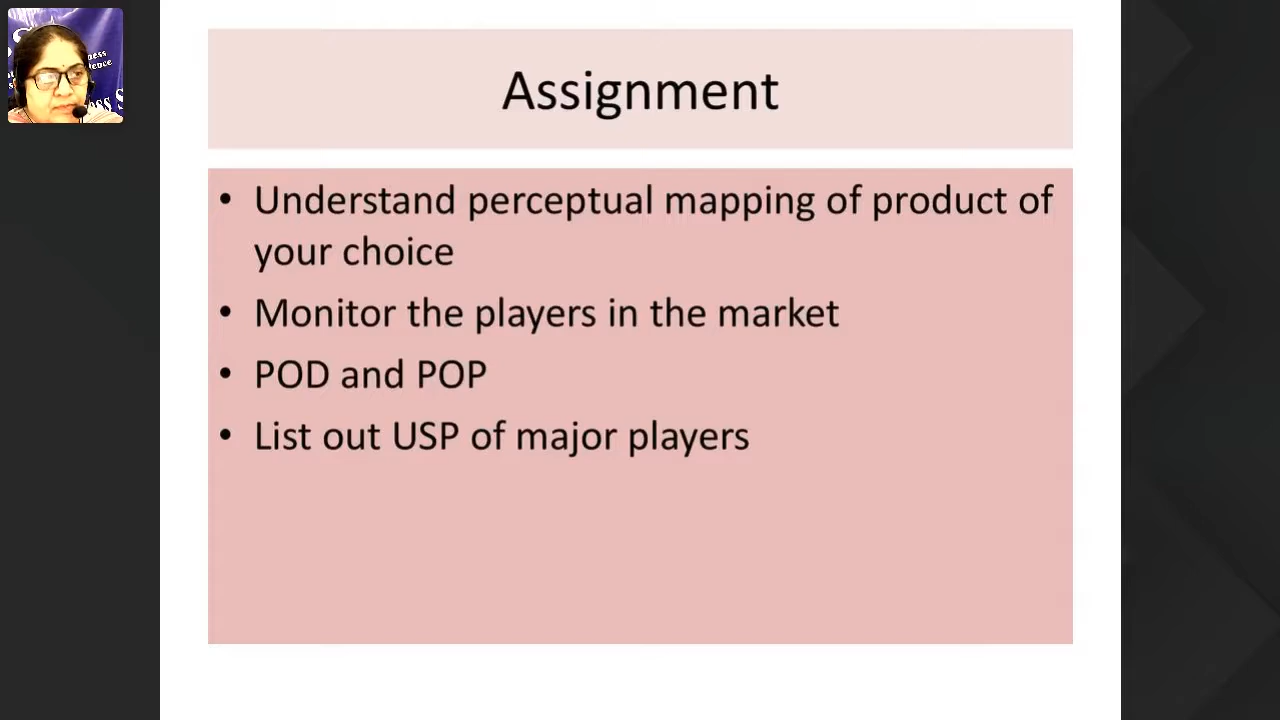 Assignment
• Understand perceptual mapping of product of
your choice
• Monitor the players in the market
• POD and POP
• List out USP of major players